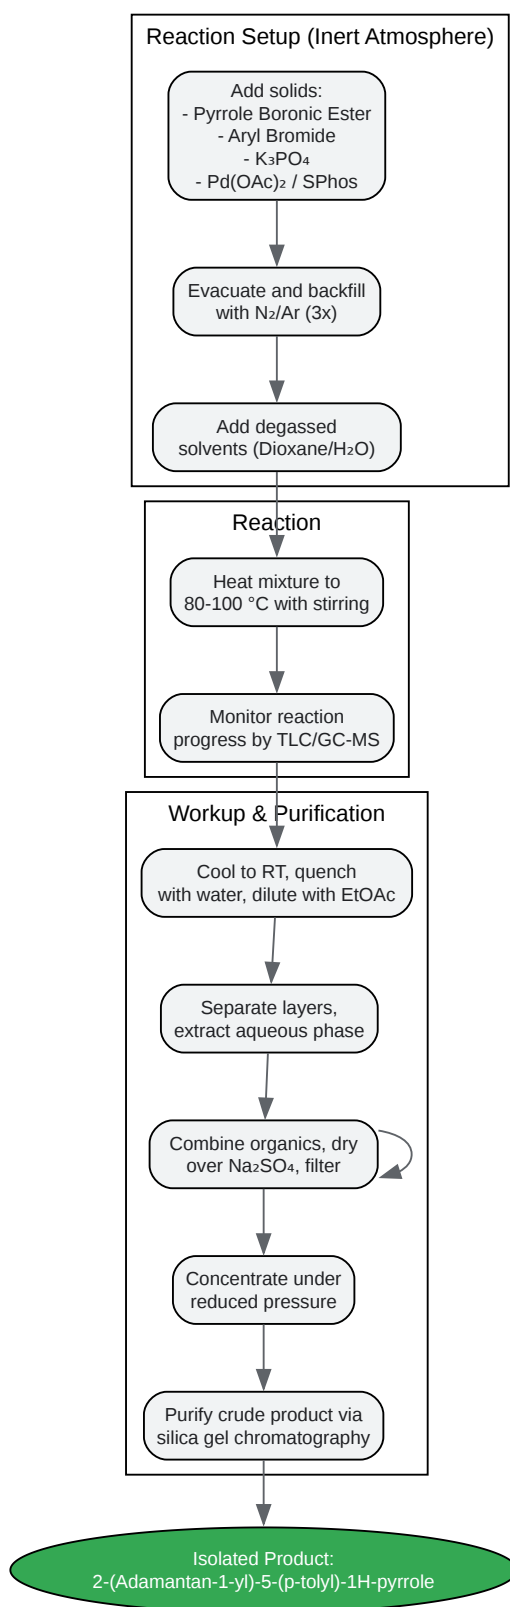 Reaction Setup (Inert Atmosphere)
Add solids:
- Pyrrole Boronic Ester
- Aryl Bromide
- K₃PO₄
- Pd(OAc)₂ / SPhos
Evacuate and backfill
with N₂/Ar (3x)
Add degassed
solvents (Dioxane/H₂O)
Reaction
Heat mixture to
80-100 °C with stirring
Monitor reaction
progress by TLC/GC-MS
Workup & Purification
Cool to RT, quench
with water, dilute with EtOAc
Separate layers,
extract aqueous phase
Combine organics, dry
over Na₂SO₄, filter
Concentrate under
reduced pressure
Purify crude product via
silica gel chromatography
Isolated Product:
2-(Adamantan-1-yl)-5-(p-tolyl)-1H-pyrrole